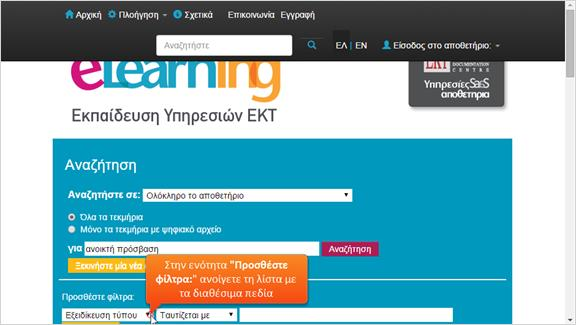 Αρχική Πλοήγηση Σχετικά Επικοινωνία Εγγραφή
Αναζητήστε ΕΛ | EN Είσοδος στο αποθετήριο:
eLearning
EKT DOCUMENTATION CENTRE
Υπηρεσίες SaaS
αποθετήρια
Εκπαίδευση Υπηρεσιών ΕΚΤ
Αναζήτηση
Αναζητήστε σε: Ολόκληρο το αποθετήριο
Όλα τα τεκμήρια
Μόνο τα τεκμήρια με ψηφιακό αρχείο
για ανοικτή πρόσβαση Αναζήτηση
Ξεκινήστε μία νέα
Στην ενότητα "Προσθέστε
φίλτρα:" ανοίγετε τη λίστα με
τα διαθέσιμα πεδία
Προσθέστε φίλτρα:
Εξειδίκευση τύπου Ταυτίζεται με